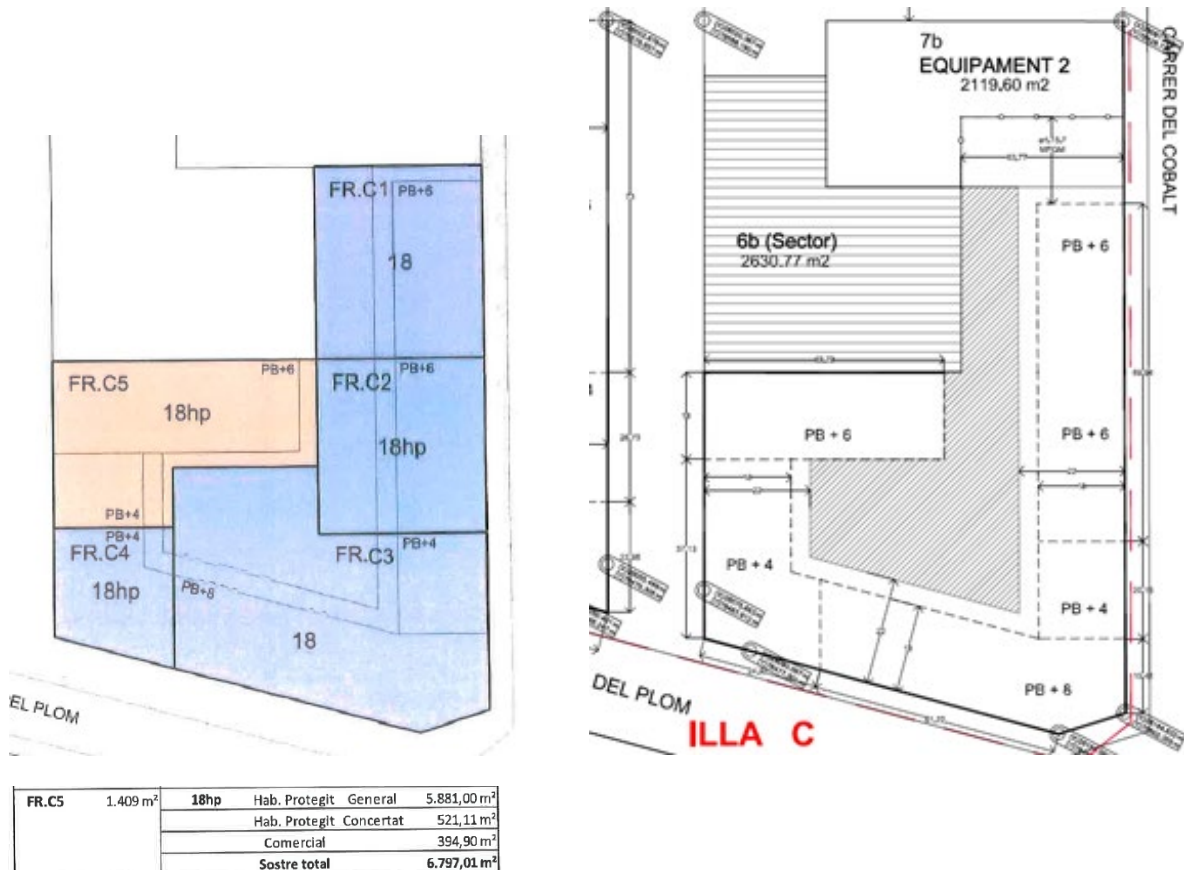 FR.C1
PB+6
18
PB+6
PB+6
FR.C5
FR.C2
18hp
18hp
PB+4
PB+4
PB+4
FR.C4
FR.C3
18hp
PB+8
18
EL PLOM
7b
EQUIPAMENT 2
2119.60 m2
CARRER DEL COBALT
6b (Sector)
2630.77 m2
PB + 6
PB + 6
PB + 6
PB + 4
PB + 4
PB + 8
DEL PLOM
ILLA C
FR.C5 1.409 m² 18hp Hab. Protegit General 5.881,00 m²
Hab. Protegit Concertat 521,11 m²
Comercial 394,90 m²
Sostre total 6.797,01 m²